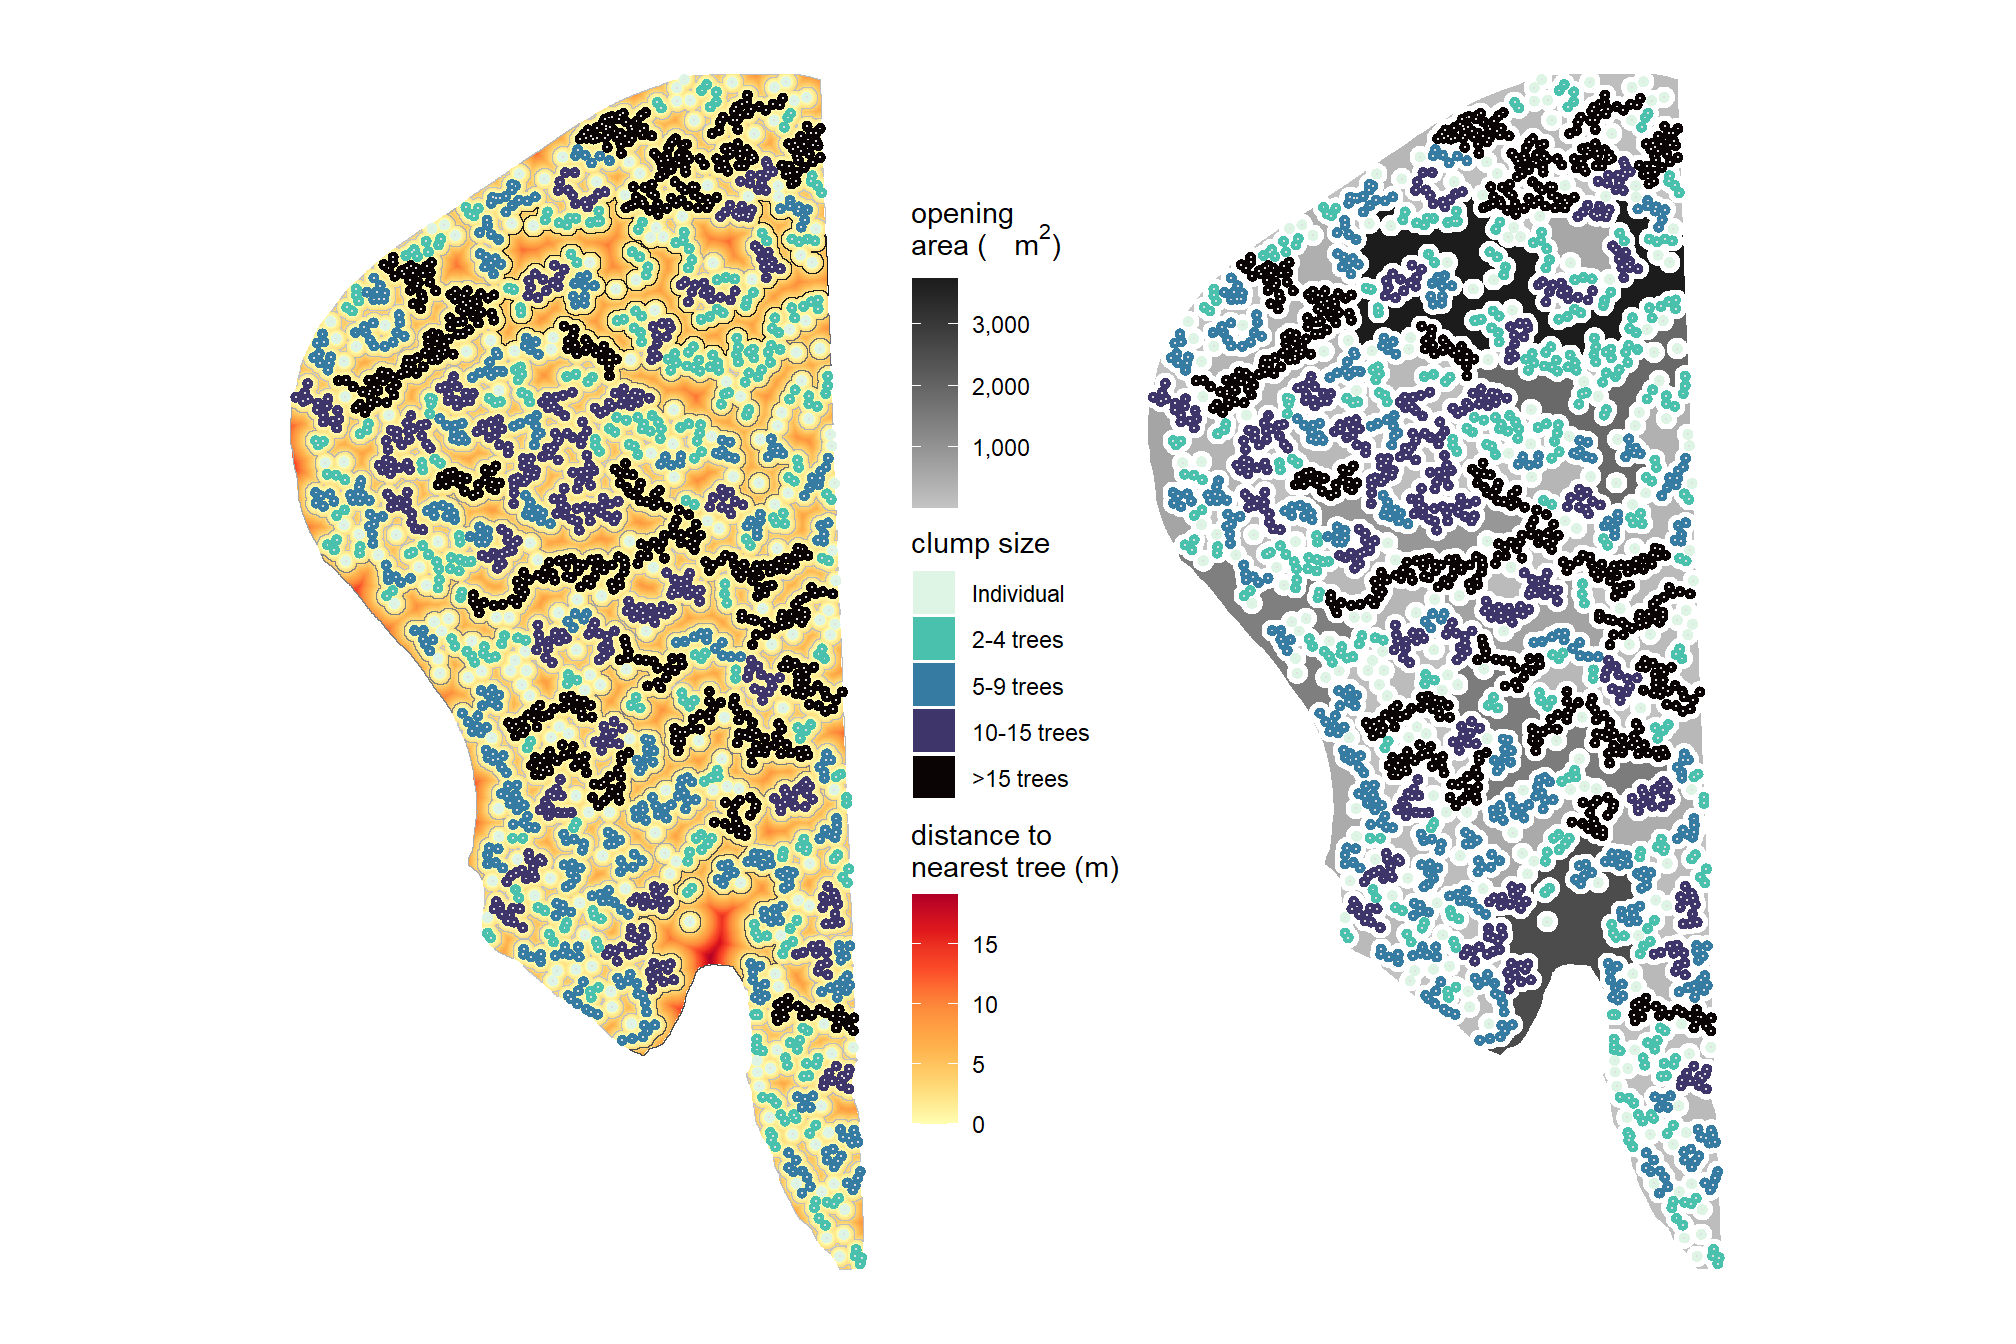 opening
area ( m²)
3,000
2,000
1,000
clump size
Individual
2-4 trees
5-9 trees
10-15 trees
>15 trees
distance to
nearest tree (m)
15
10
5
0